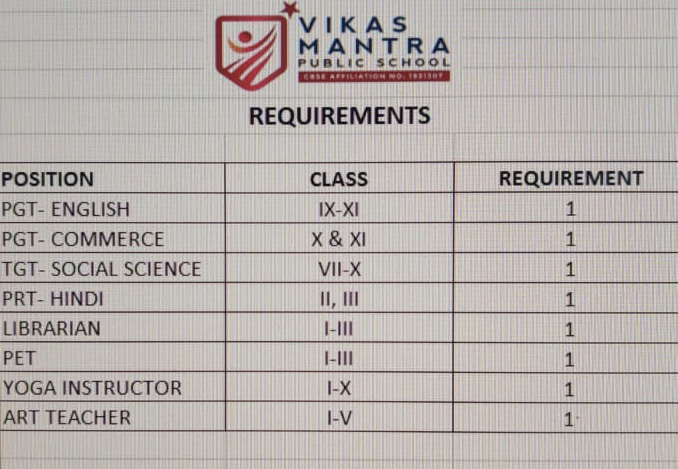 VIKAS
MANTRA
PUBLIC SCHOOL
CBSE AFFILIATION NO. 1931307
REQUIREMENTS
POSITION CLASS REQUIREMENT
PGT- ENGLISH IX-XI 1
PGT- COMMERCE X & XI 1
TGT- SOCIAL SCIENCE VII-X 1
PRT- HINDI II, III 1
LIBRARIAN I-III 1
PET I-III 1
YOGA INSTRUCTOR I-X 1
ART TEACHER I-V 1